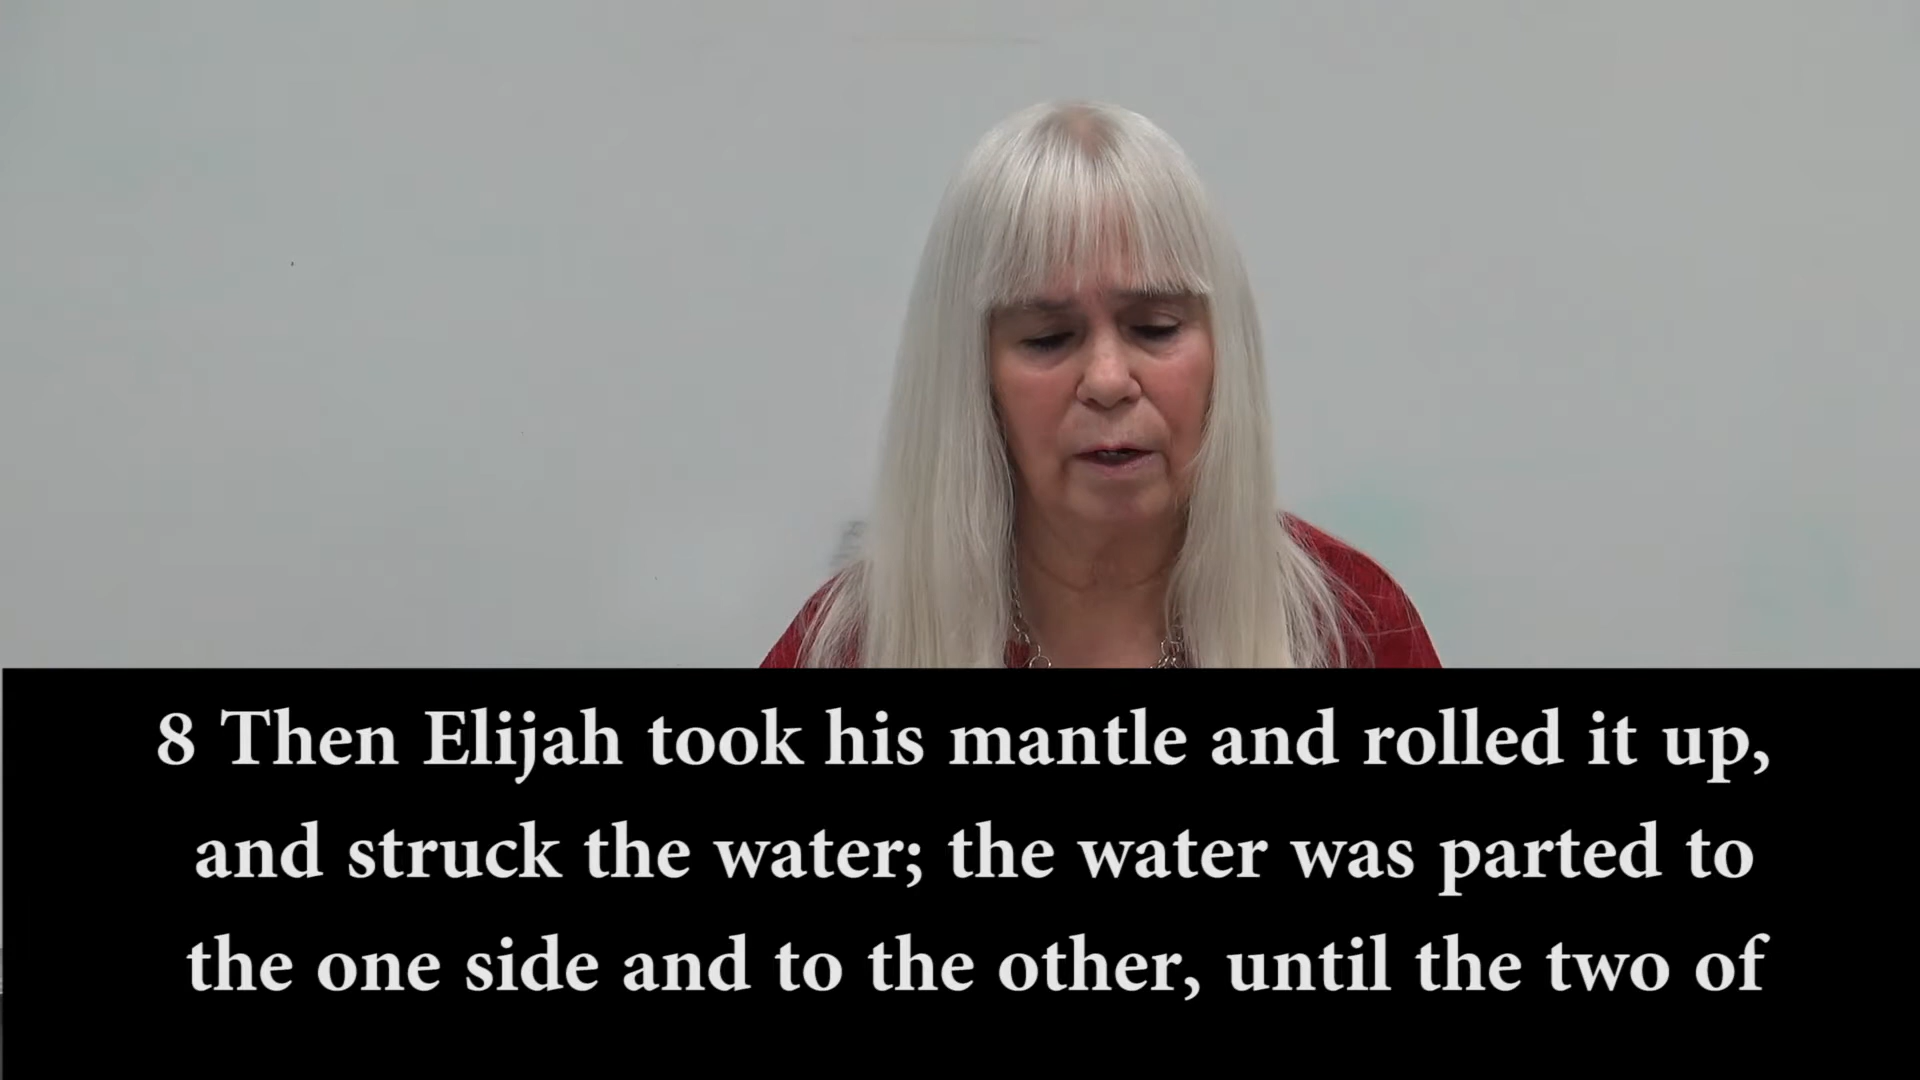 8 Then Elijah took his mantle and rolled it up,
and struck the water; the water was parted to
the one side and to the other, until the two of